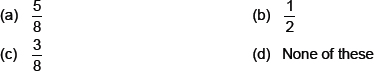 (a) 5/8 (b) 1/2
(c) 3/8 (d) None of these